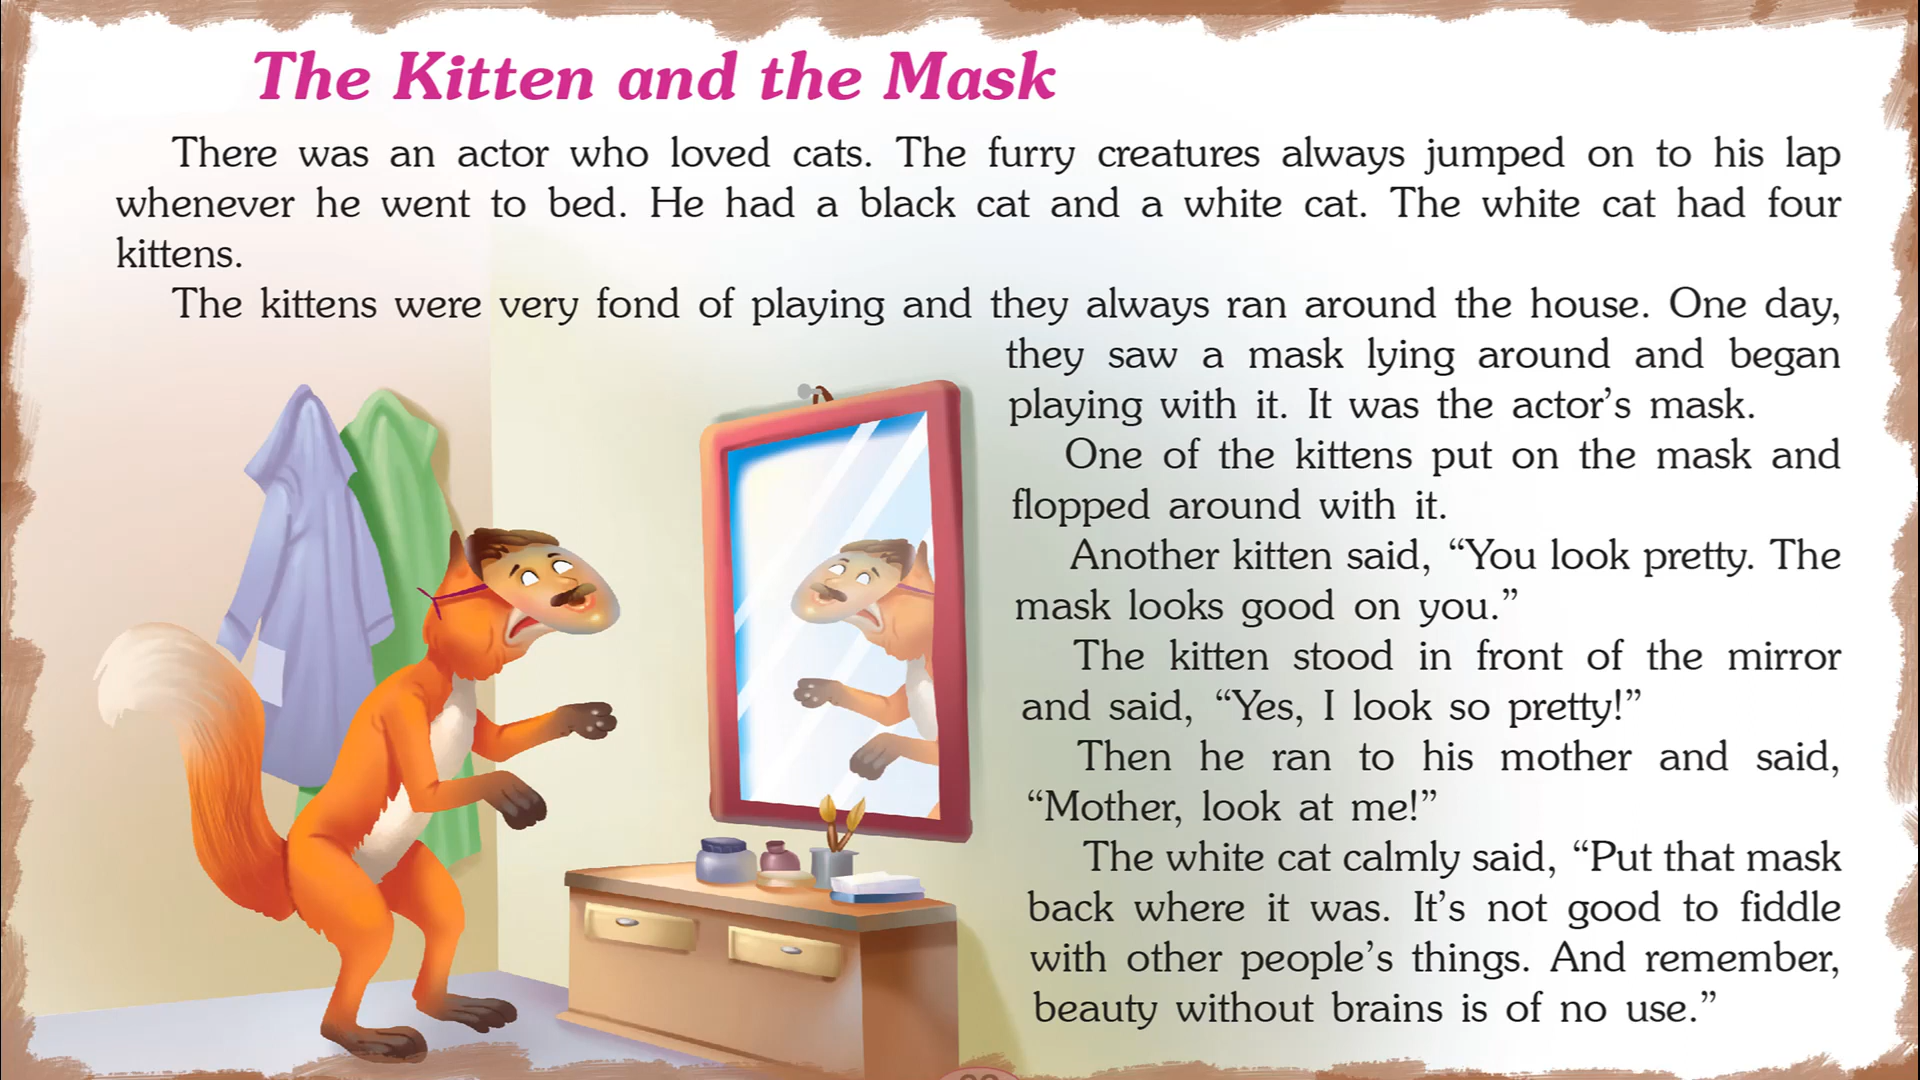 The Kitten and the Mask
There was an actor who loved cats. The furry creatures always jumped on to his lap
whenever he went to bed. He had a black cat and a white cat. The white cat had four
kittens.
The kittens were very fond of playing and they always ran around the house. One day,
they saw a mask lying around and began
playing with it. It was the actor’s mask.
One of the kittens put on the mask and
flopped around with it.
Another kitten said, “You look pretty. The
mask looks good on you.”
The kitten stood in front of the mirror
and said, “Yes, I look so pretty!”
Then he ran to his mother and said,
“Mother, look at me!”
The white cat calmly said, “Put that mask
back where it was. It’s not good to fiddle
with other people’s things. And remember,
beauty without brains is of no use.”